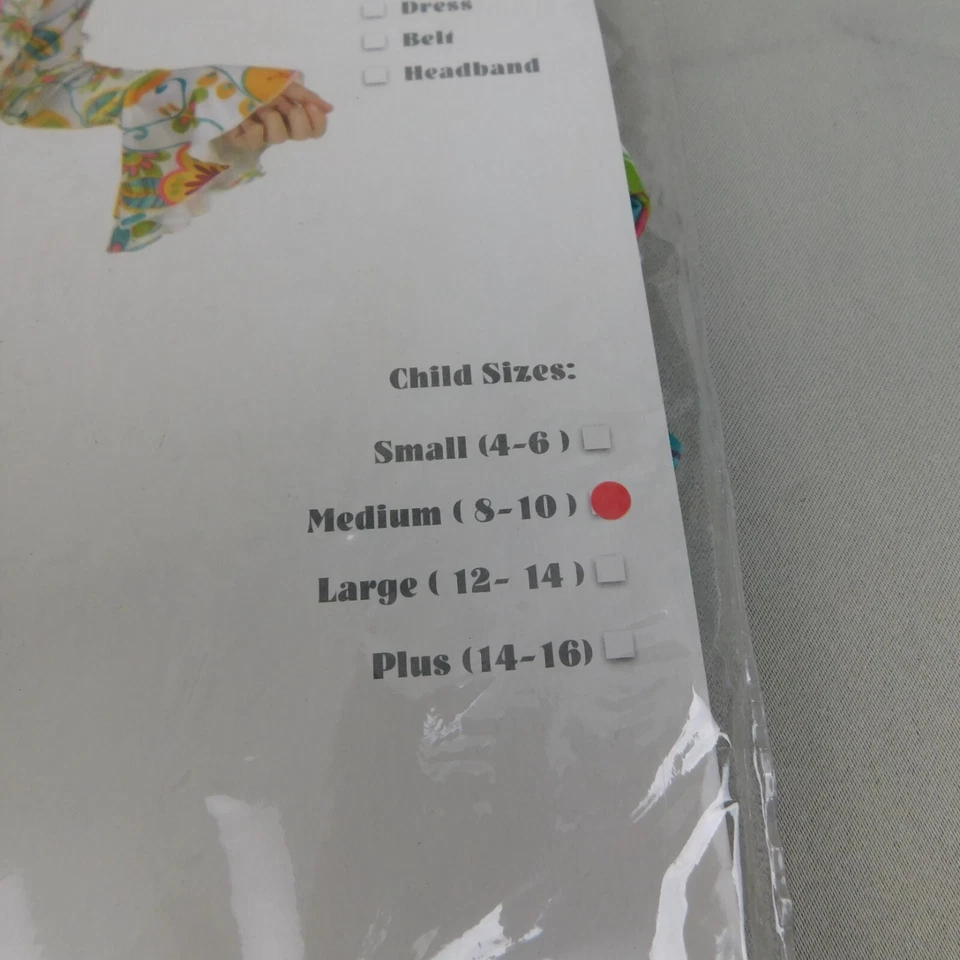 Dress
Belt
Headband
Child Sizes:
Small (4-6 )
Medium ( 8-10 )
Large ( 12- 14 )
Plus (14-16)